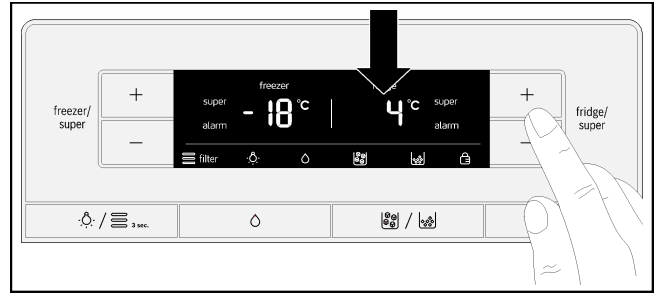 freezer
super
-18 °C
alarm
4 °C
super
alarm
filter
freezer/
super
+
−
+
−
fridge/
super
/
3 sec.
/